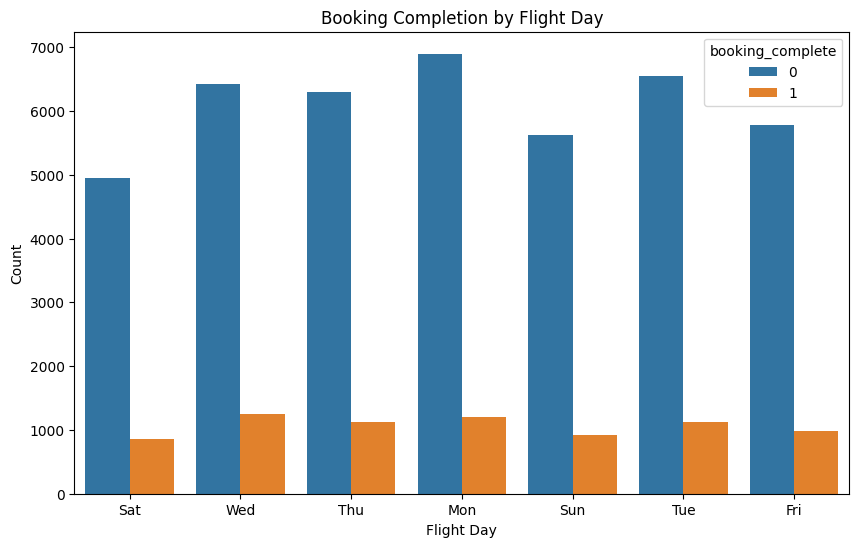 Booking Completion by Flight Day
booking_complete
0
1
7000
6000
5000
4000
3000
2000
1000
0
Count
Sat Wed Thu Mon Sun Tue Fri
Flight Day